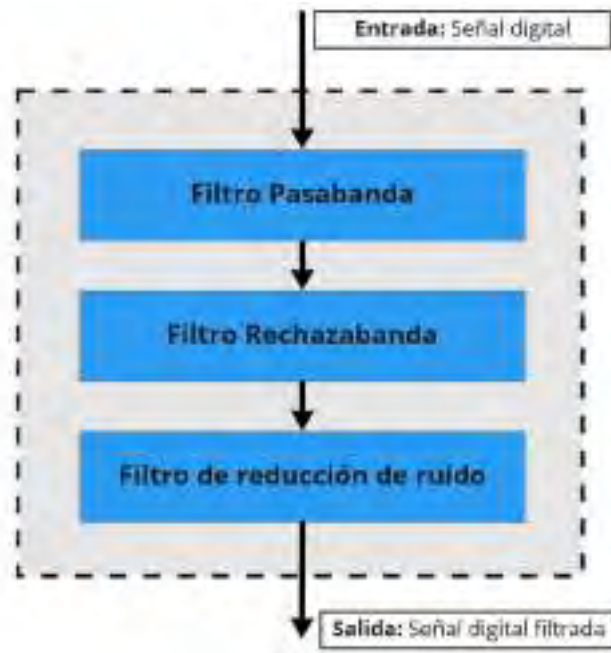 Entrada: Señal digital
Filtro Pasabanda
Filtro Rechazabanda
Filtro de reducción de ruido
Salida: Señal digital filtrada